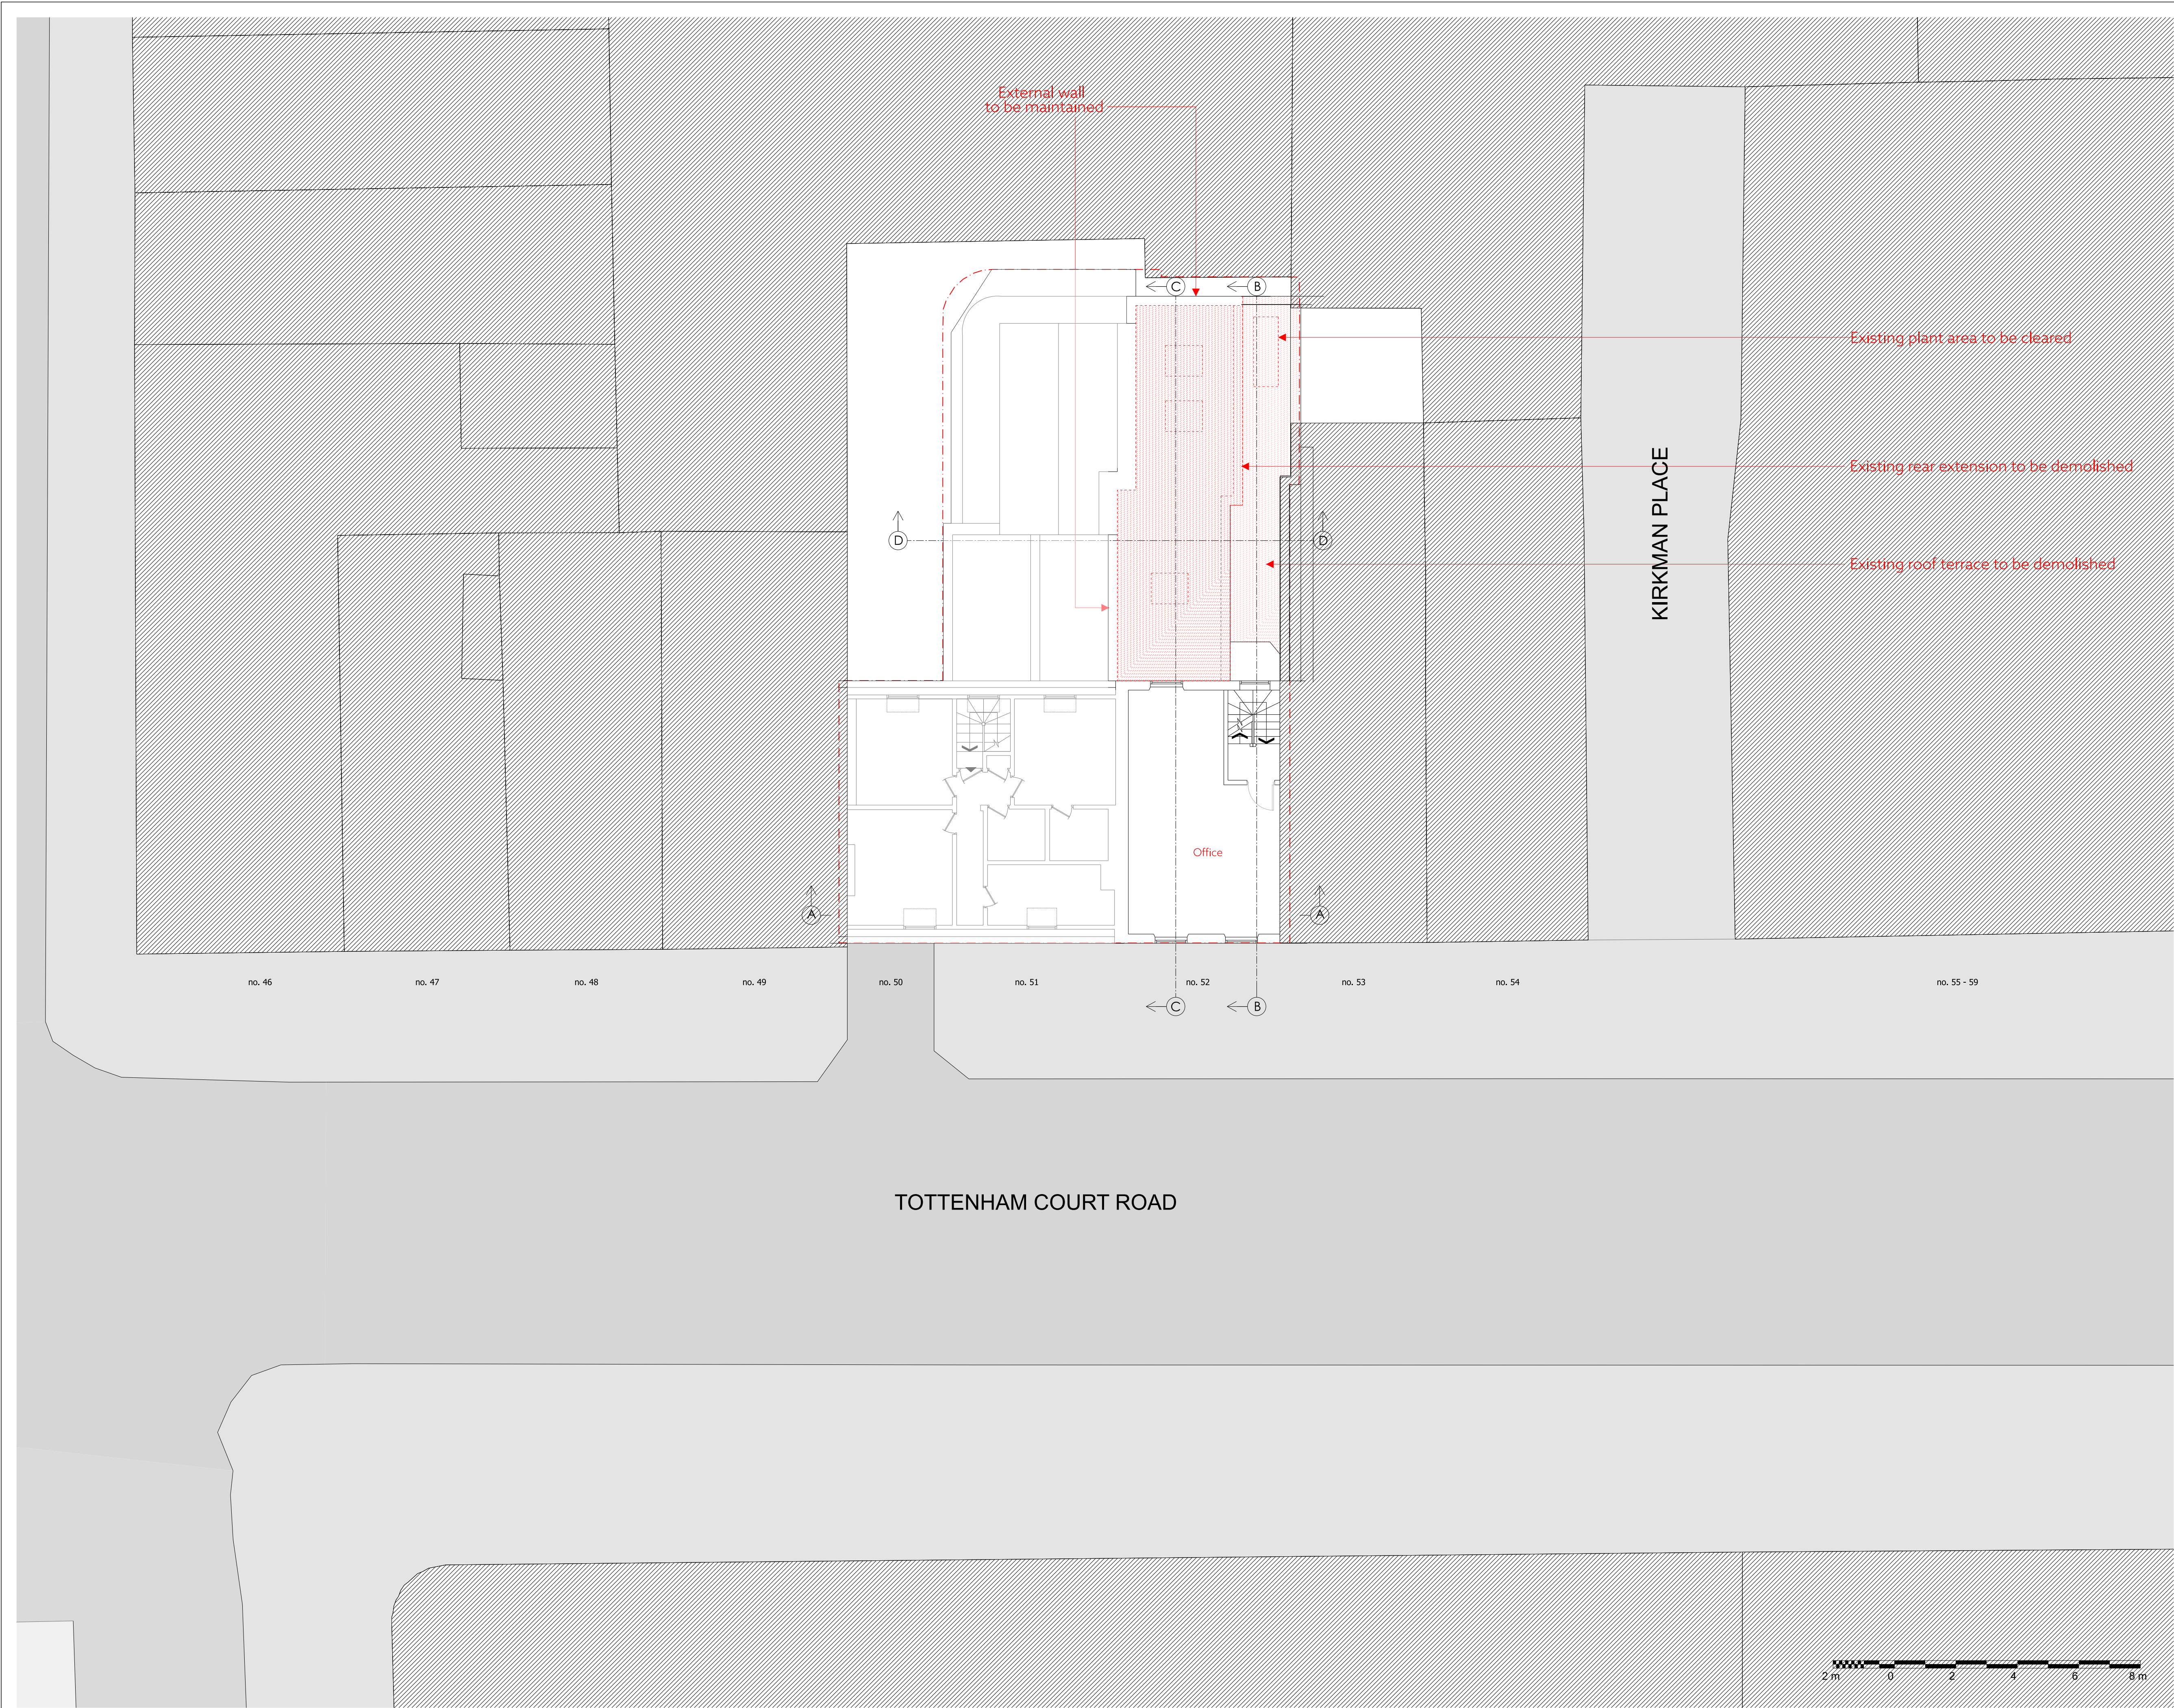 External wall
to be maintained
C
B
Existing plant area to be cleared
Existing rear extension to be demolished
D
D
Existing roof terrace to be demolished
KIRKMAN PLACE
Office
A
A
no. 46
no. 47
no. 48
no. 49
no. 50
no. 51
no. 52
no. 53
no. 54
no. 55 - 59
C
B
TOTTENHAM COURT ROAD
2 m
0
2
4
6
8 m